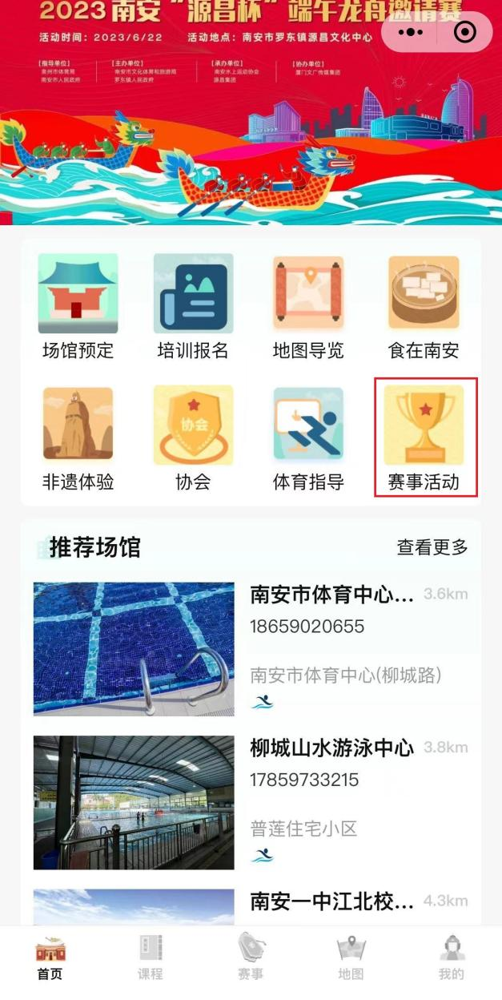 2023南安“源昌杯”端午龙舟邀请赛
活动时间：2023/6/22 活动地点：南安市罗东镇源昌文化中心
【指导单位】
泉州市体育局
南安市人民政府
【主办单位】
南安市文化体育和旅游局
罗东镇人民政府
【承办单位】
南安水上运动协会
源昌集团
【协办单位】
厦门文广传媒集团
场馆预定 培训报名 地图导览 食在南安
协会
非遗体验 协会 体育指导 赛事活动
推荐场馆 查看更多
南安市体育中心... 3.6km
18659020655
南安市体育中心(柳城路)
柳城山水游泳中心 3.8km
17859733215
普莲住宅小区
南安一中江北校... 4.3km
首页 课程 赛事 地图 我的